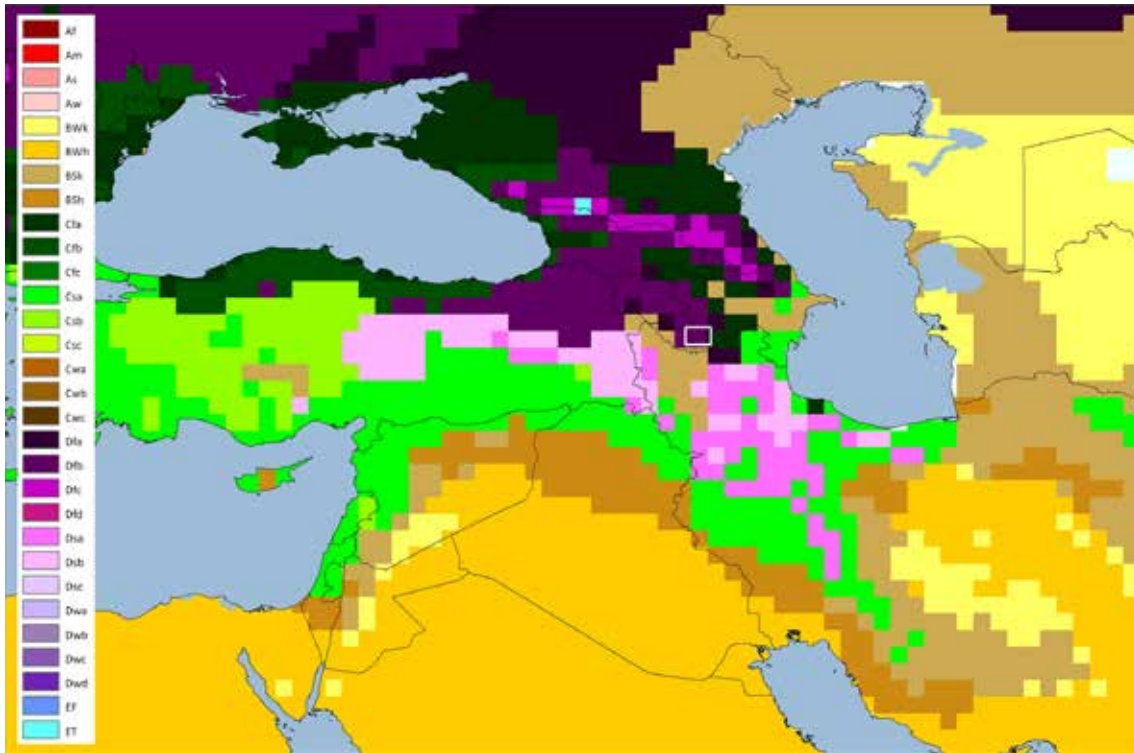 Af
Am
As
Aw
BWk
BWh
BSk
BSh
Cfa
Cfb
Cfc
Csa
Csb
Csc
Cwa
Cwb
Cwc
Dfa
Dfb
Dfc
Dfd
Dsa
Dsb
Dsc
Dwa
Dwb
Dwc
Dwd
EF
ET